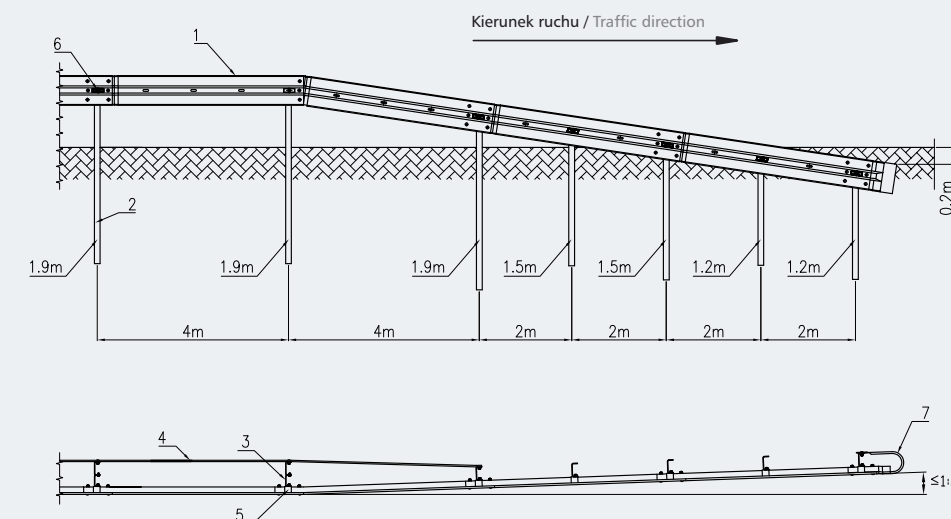 Kierunek ruchu / Traffic direction
6
1
2
1.9m
1.9m
1.9m
1.5m
1.5m
1.2m
1.2m
0.2m
4m
4m
2m
2m
2m
2m
4
3
7
5
≤1: